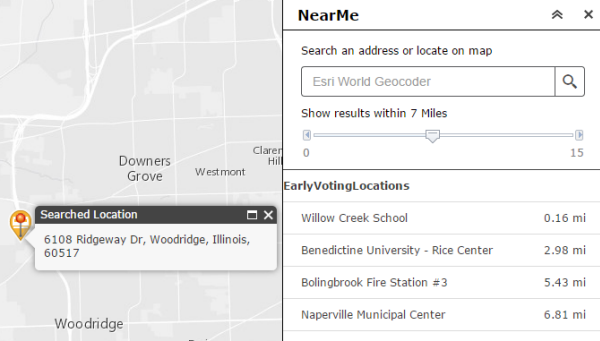 NearMe
Search an address or locate on map
Esri World Geocoder
Show results within 7 Miles
0 15
EarlyVotingLocations
Willow Creek School 0.16 mi
Benedictine University - Rice Center 2.98 mi
Bolingbrook Fire Station #3 5.43 mi
Naperville Municipal Center 6.81 mi
Downers
Grove
Westmont
Claren
Hill
Searched Location
6108 Ridgeway Dr, Woodridge, Illinois,
60517
Woodridge